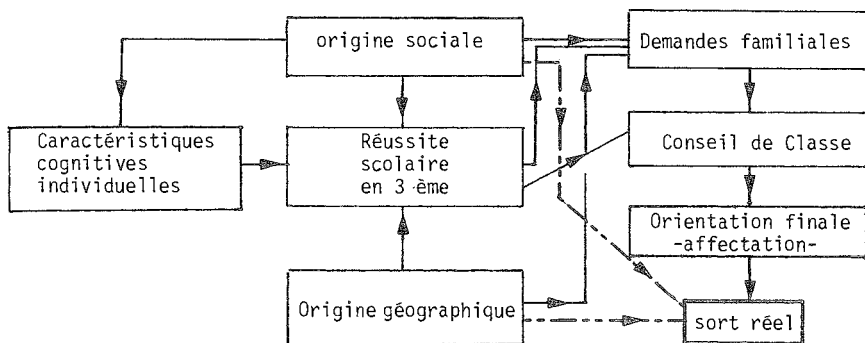 origine sociale
Demandes familiales
Caractéristiques
cognitives
individuelles
Réussite
scolaire
en 3 ème
Conseil de Classe
Orientation finale
-affectation-
Origine géographique
sort réel